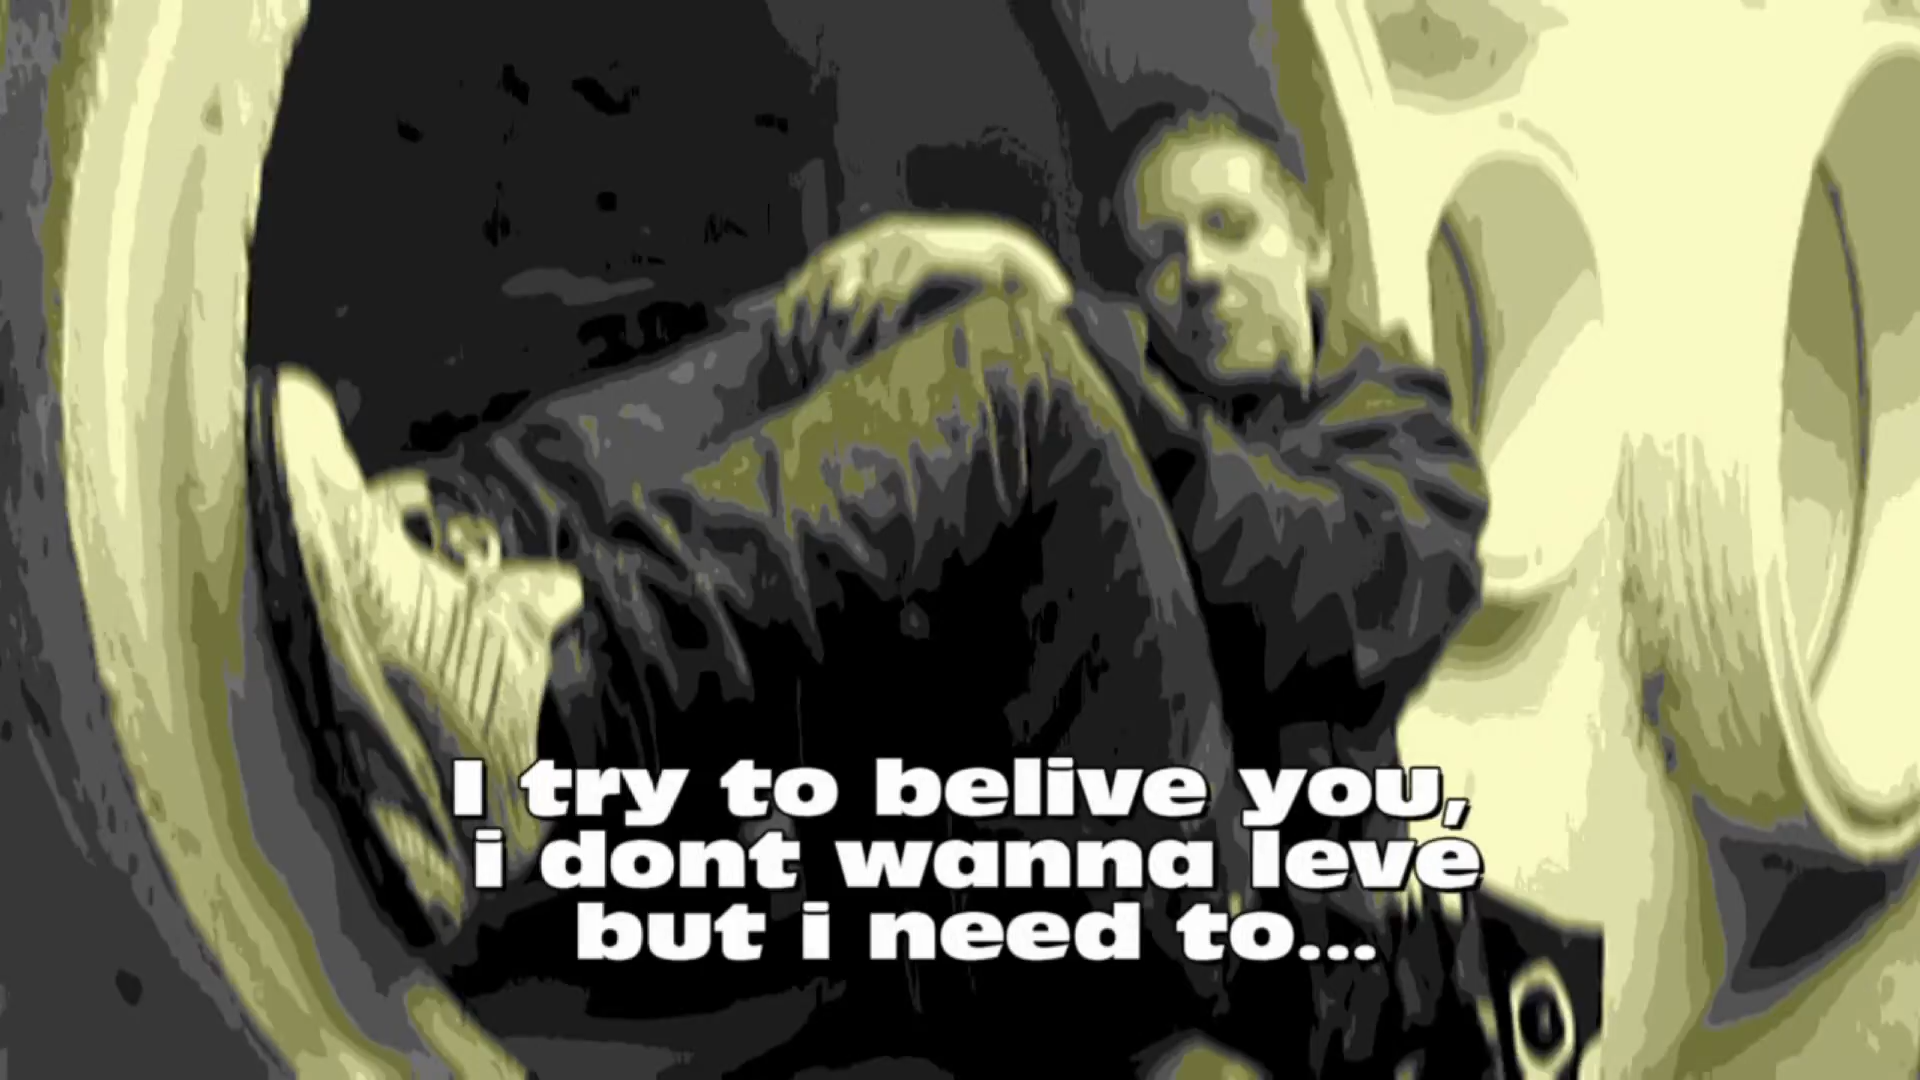 I try to belive you,
i dont wanna leve
but i need to...